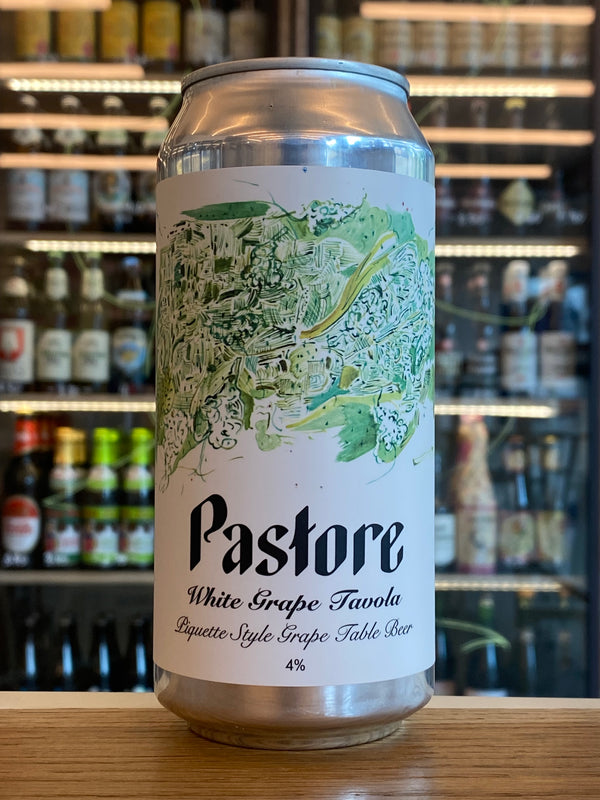 Pastore
White Grape Tavola
Piquette Style Grape Table Beer
4%